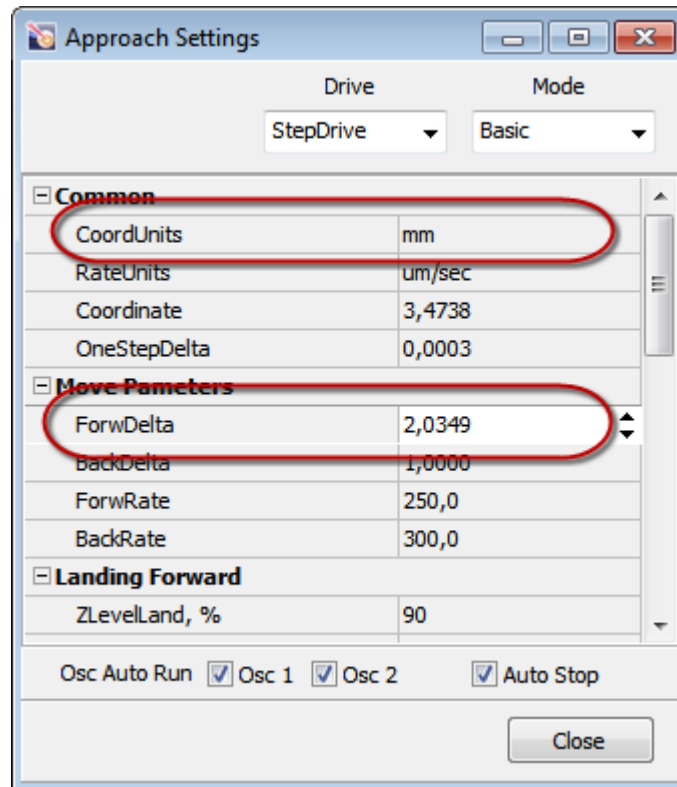 Approach Settings
Drive Mode
StepDrive Basic
Common
CoordUnits mm
RateUnits um/sec
Coordinate 3,4738
OneStepDelta 0,0003
Move Pameters
ForwDelta 2,0349
BackDelta 1,0000
ForwRate 250,0
BackRate 300,0
Landing Forward
ZLevelLand, % 90
Osc Auto Run Osc 1 Osc 2 Auto Stop
Close